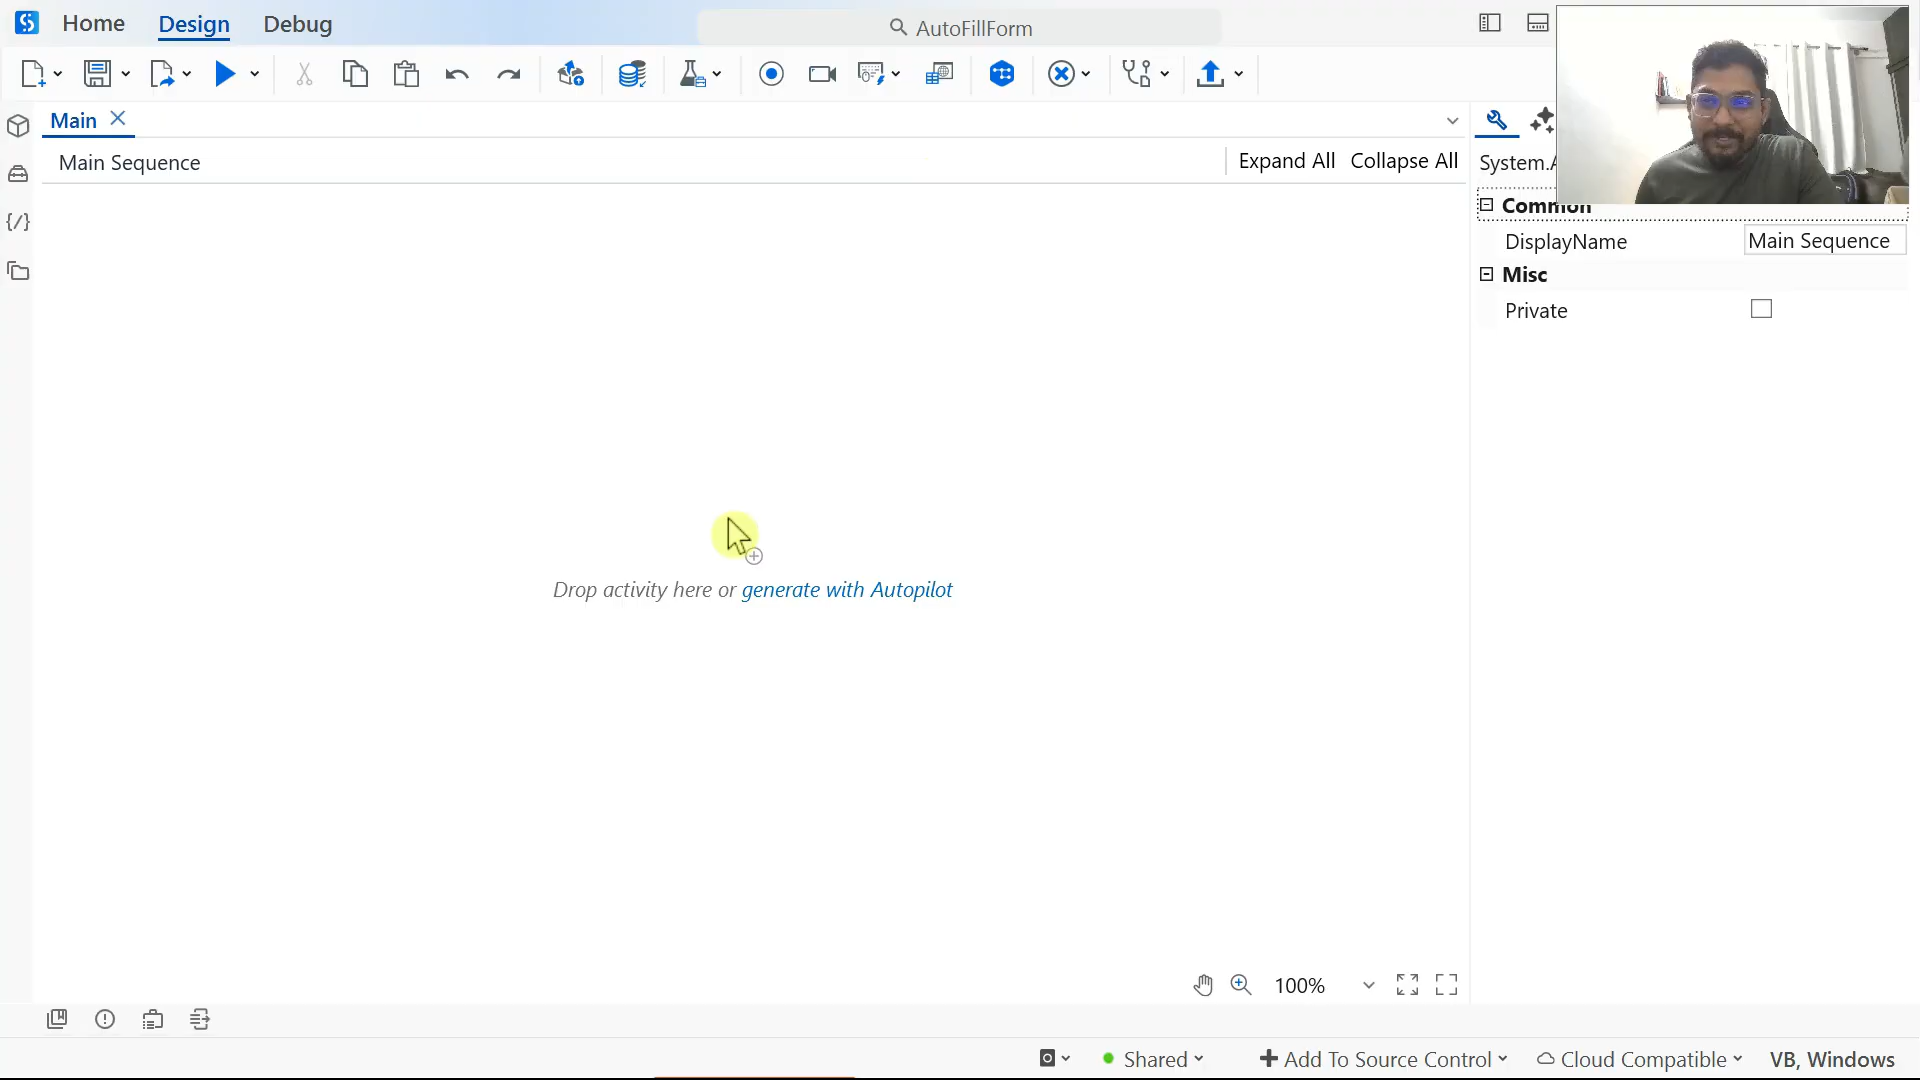 Home Design Debug
AutoFillForm
Main
Main Sequence
Expand All Collapse All
Drop activity here or generate with Autopilot
100%
System.A
Common
DisplayName Main Sequence
Misc
Private
Shared
Add To Source Control
Cloud Compatible
VB, Windows